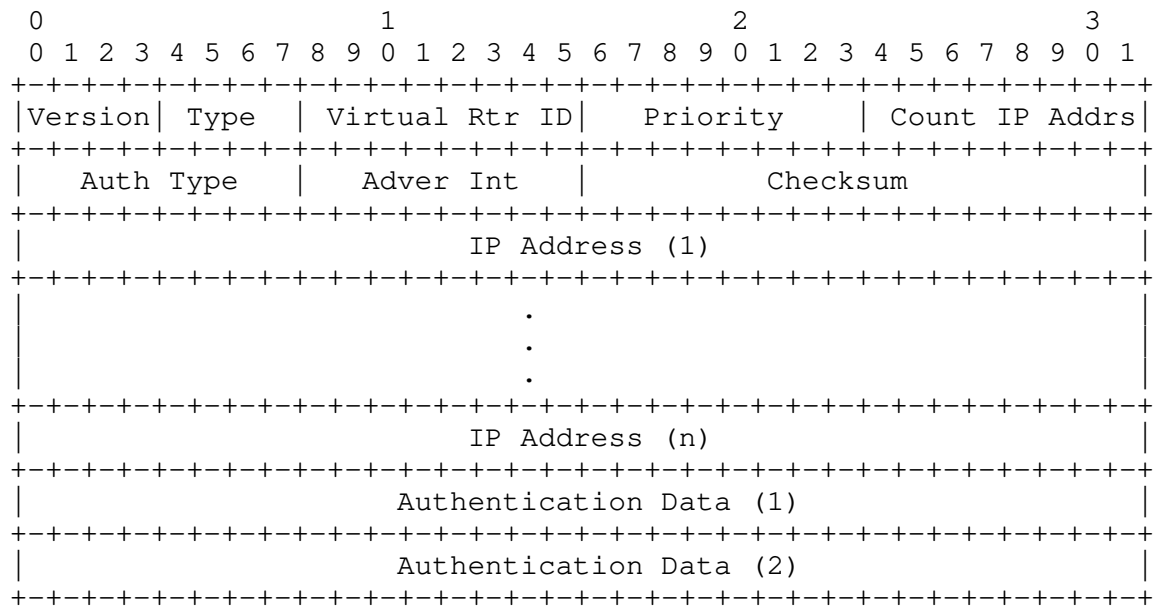 0                   1                   2                   3
 0 1 2 3 4 5 6 7 8 9 0 1 2 3 4 5 6 7 8 9 0 1 2 3 4 5 6 7 8 9 0 1
+-+-+-+-+-+-+-+-+-+-+-+-+-+-+-+-+-+-+-+-+-+-+-+-+-+-+-+-+-+-+-+-+
|Version| Type  | Virtual Rtr ID|   Priority    | Count IP Addrs|
+-+-+-+-+-+-+-+-+-+-+-+-+-+-+-+-+-+-+-+-+-+-+-+-+-+-+-+-+-+-+-+-+
|   Auth Type   |   Adver Int   |          Checksum             |
+-+-+-+-+-+-+-+-+-+-+-+-+-+-+-+-+-+-+-+-+-+-+-+-+-+-+-+-+-+-+-+-+
|                         IP Address (1)                        |
+-+-+-+-+-+-+-+-+-+-+-+-+-+-+-+-+-+-+-+-+-+-+-+-+-+-+-+-+-+-+-+-+
|                            .                                  |
|                            .                                  |
|                            .                                  |
+-+-+-+-+-+-+-+-+-+-+-+-+-+-+-+-+-+-+-+-+-+-+-+-+-+-+-+-+-+-+-+-+
|                         IP Address (n)                        |
+-+-+-+-+-+-+-+-+-+-+-+-+-+-+-+-+-+-+-+-+-+-+-+-+-+-+-+-+-+-+-+-+
|                     Authentication Data (1)                   |
+-+-+-+-+-+-+-+-+-+-+-+-+-+-+-+-+-+-+-+-+-+-+-+-+-+-+-+-+-+-+-+-+
|                     Authentication Data (2)                   |
+-+-+-+-+-+-+-+-+-+-+-+-+-+-+-+-+-+-+-+-+-+-+-+-+-+-+-+-+-+-+-+-+